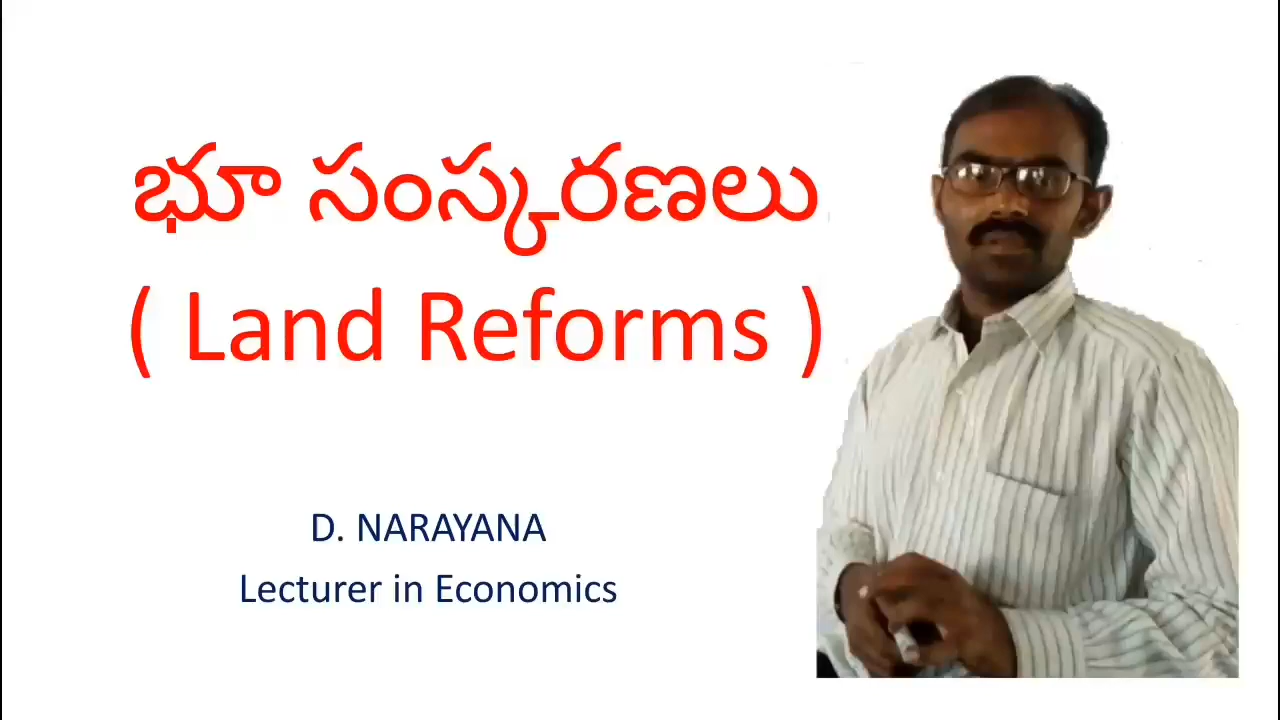 భూ సంస్కరణలు
( Land Reforms )
D. NARAYANA
Lecturer in Economics